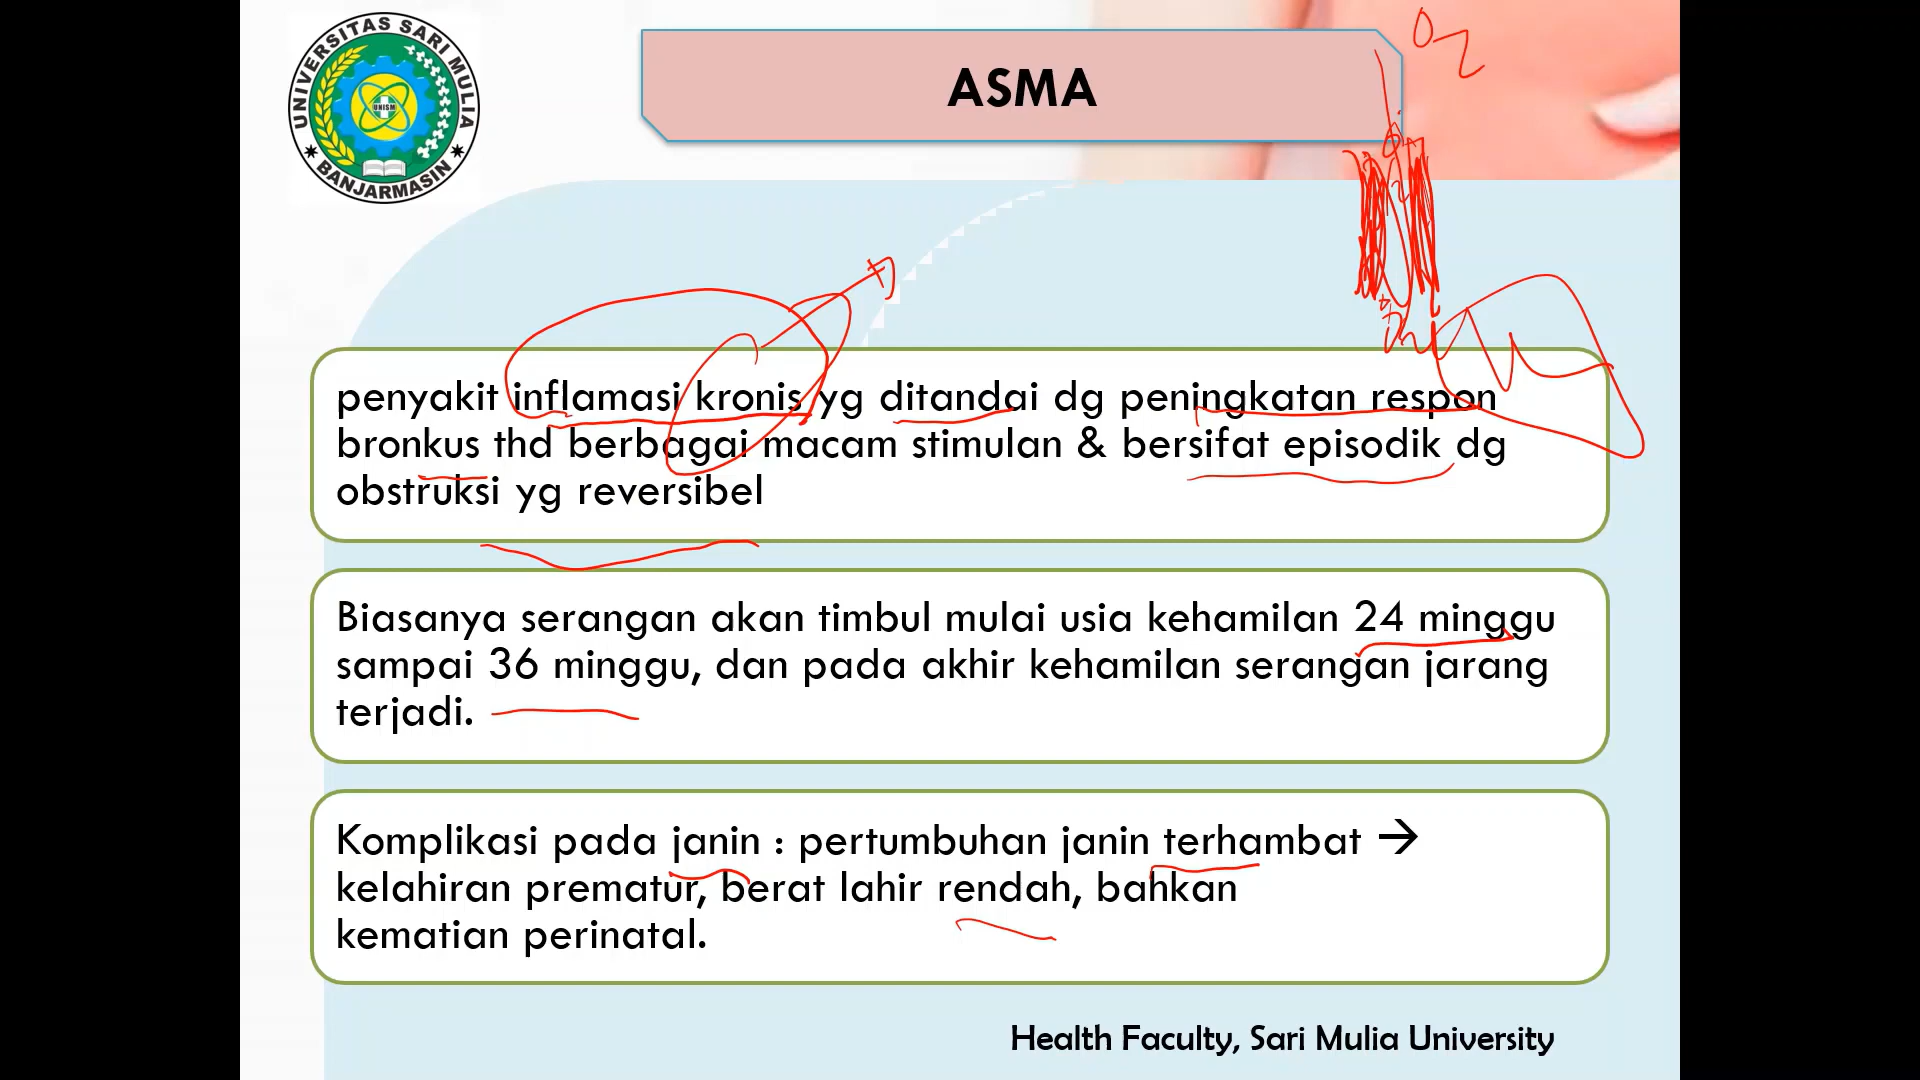 UNIVERSITAS SARI MULIA
UNISM
BANJARMASIN
ASMA
O2
penyakit inflamasi kronis yg ditandai dg peningkatan respon
bronkus thd berbagai macam stimulan & bersifat episodik dg
obstruksi yg reversibel
Biasanya serangan akan timbul mulai usia kehamilan 24 minggu
sampai 36 minggu, dan pada akhir kehamilan serangan jarang
terjadi.
Komplikasi pada janin : pertumbuhan janin terhambat →
kelahiran prematur, berat lahir rendah, bahkan
kematian perinatal.
Health Faculty, Sari Mulia University